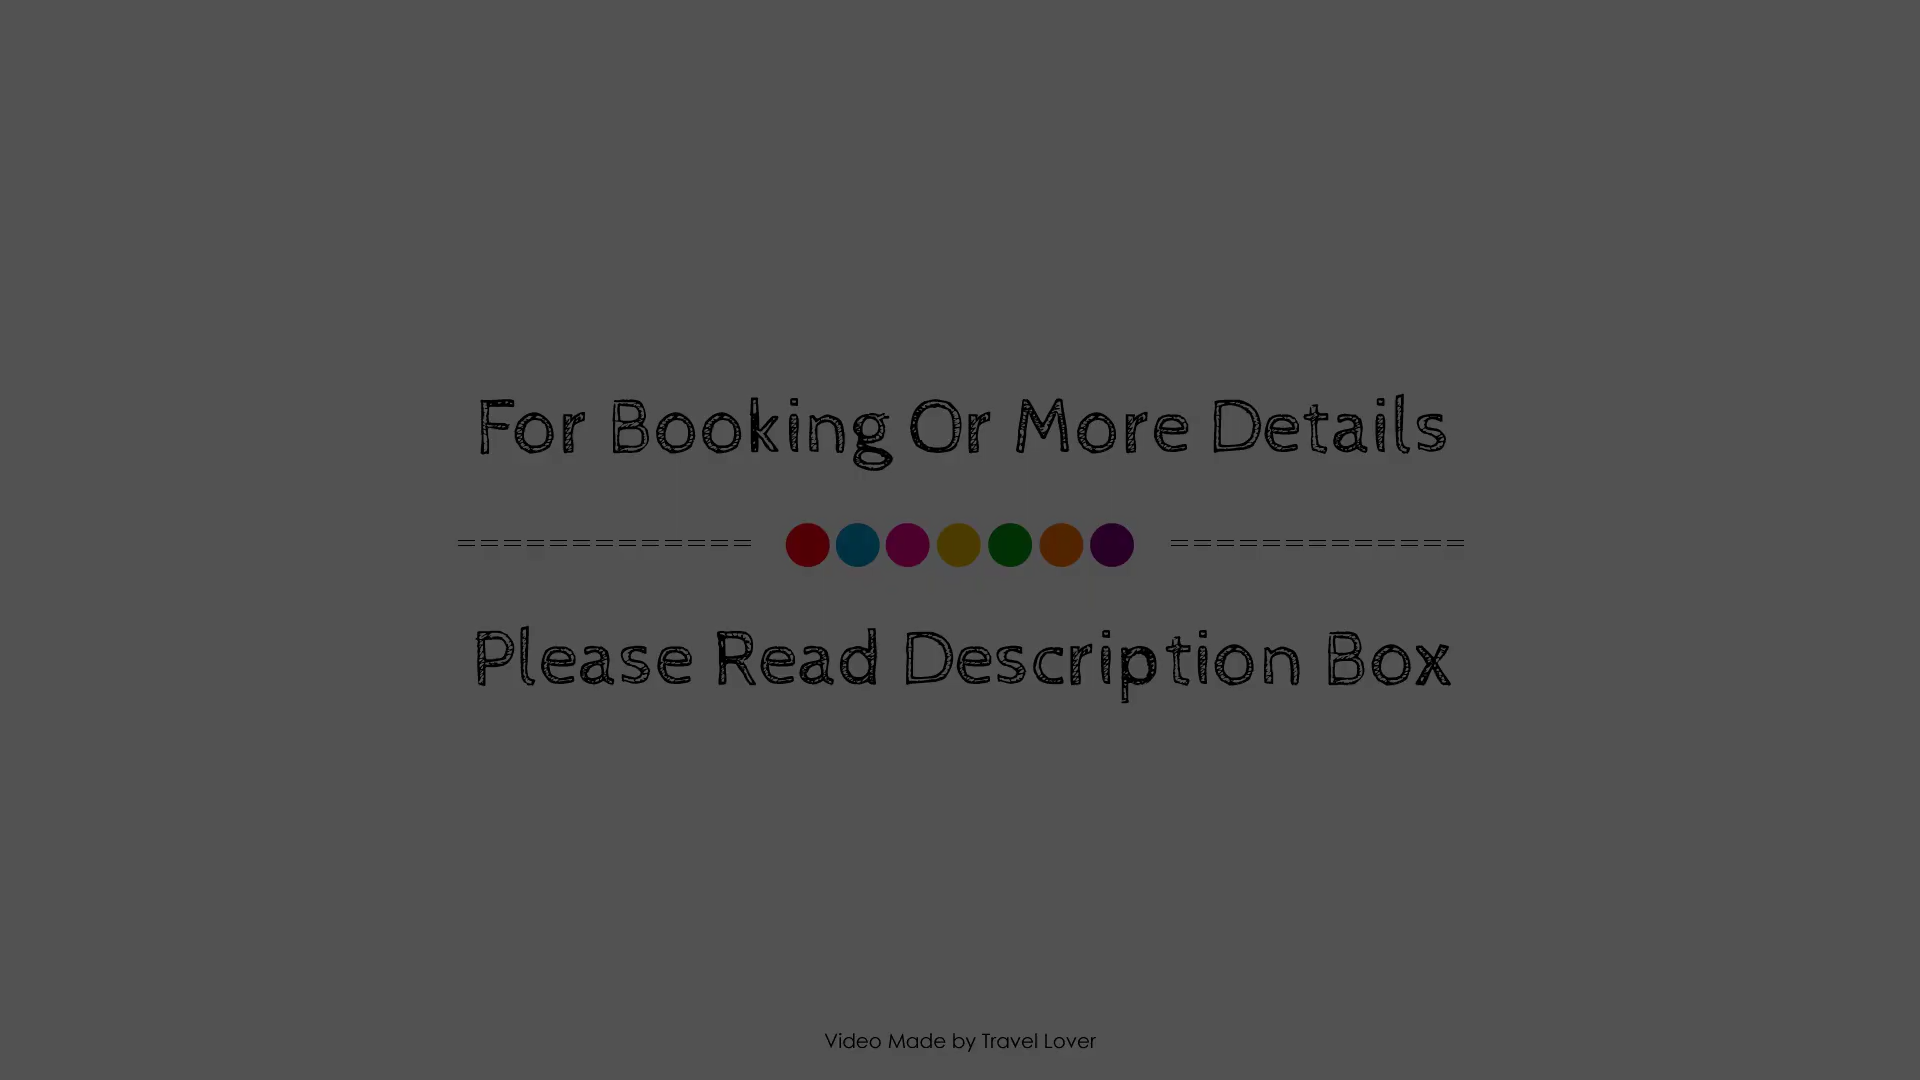 For Booking Or More Details
============= =============
Please Read Description Box
Video Made by Travel Lover